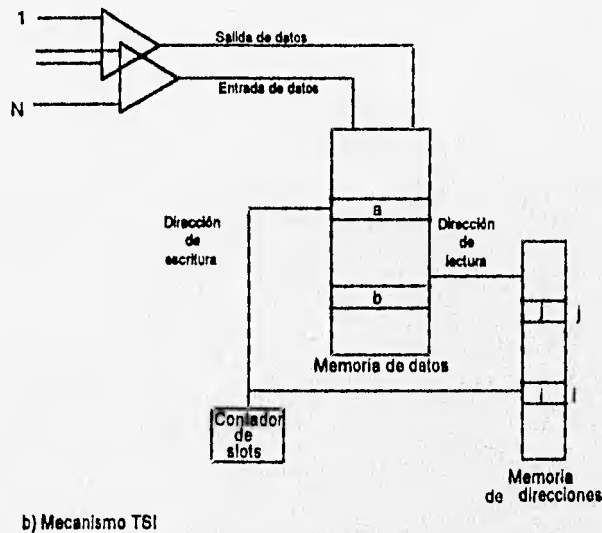 1
Salida de datos
Entrada de datos
N
a
Dirección
de
escritura
Dirección
de
lectura
b
j
Memoria de datos
i
Contador
de
slots
Memoria
de direcciones
b) Mecanismo TSI